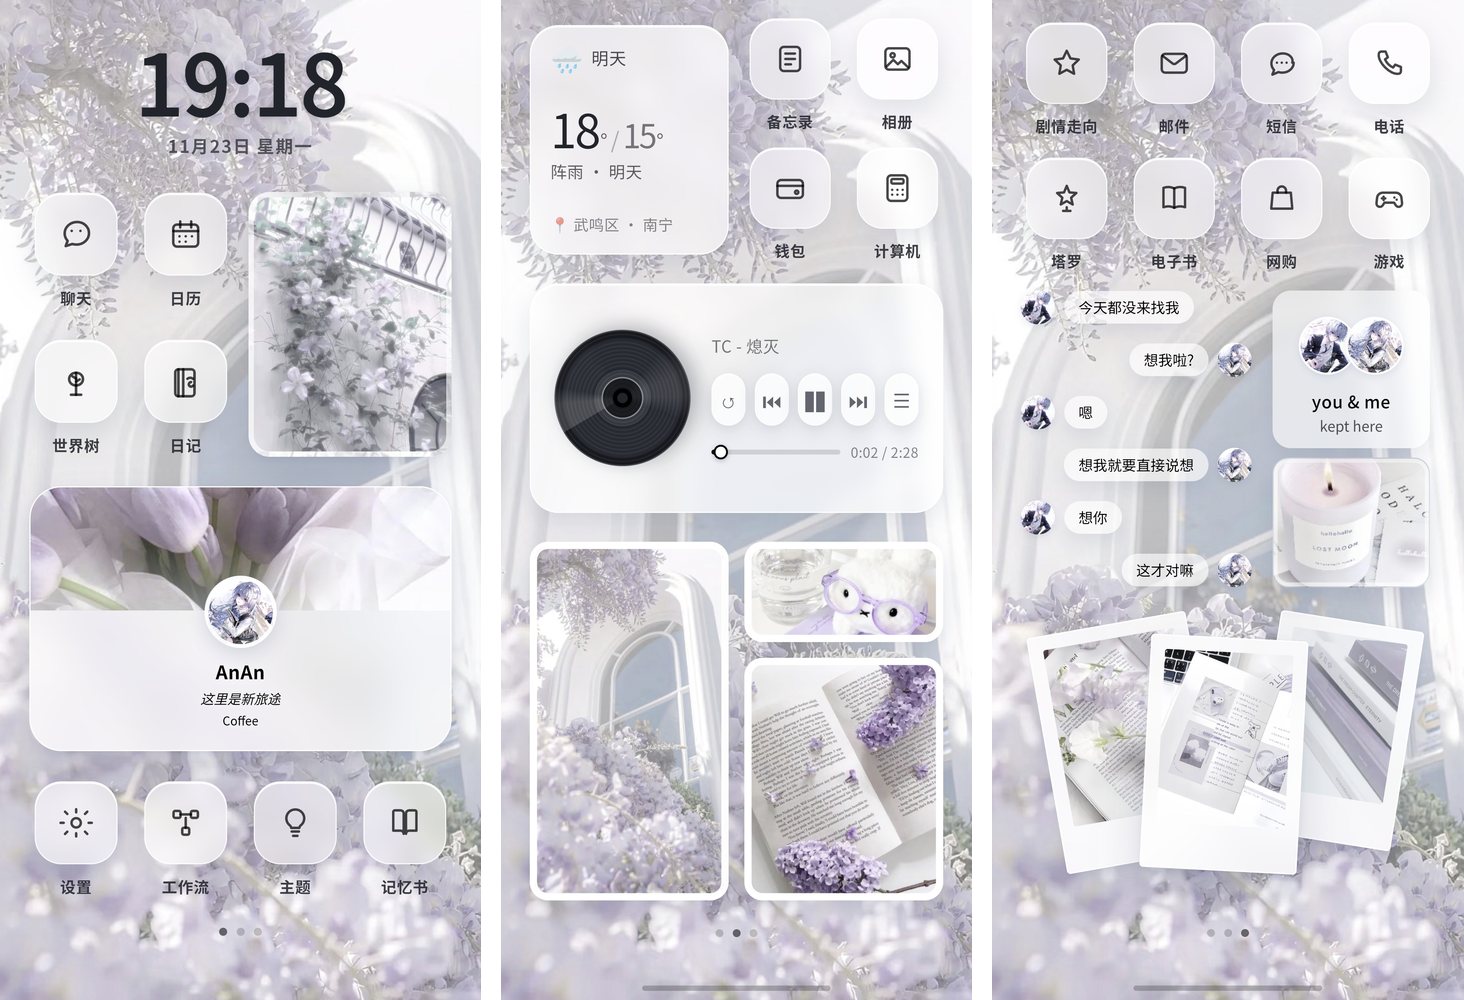 19:18
11月23日 星期一
聊天
日历
世界树
日记
AnAn
这里是新旅途
Coffee
设置
工作流
主题
记忆书
明天
18°/15°
阵雨 · 明天
武鸣区 · 南宁
备忘录
相册
钱包
计算机
TC - 熄灭
0:02 / 2:28
剧情走向
邮件
短信
电话
塔罗
电子书
网购
游戏
今天都没来找我
想我啦?
嗯
想我就要直接说想
想你
这才对嘛
you & me
kept here
LOST MOON